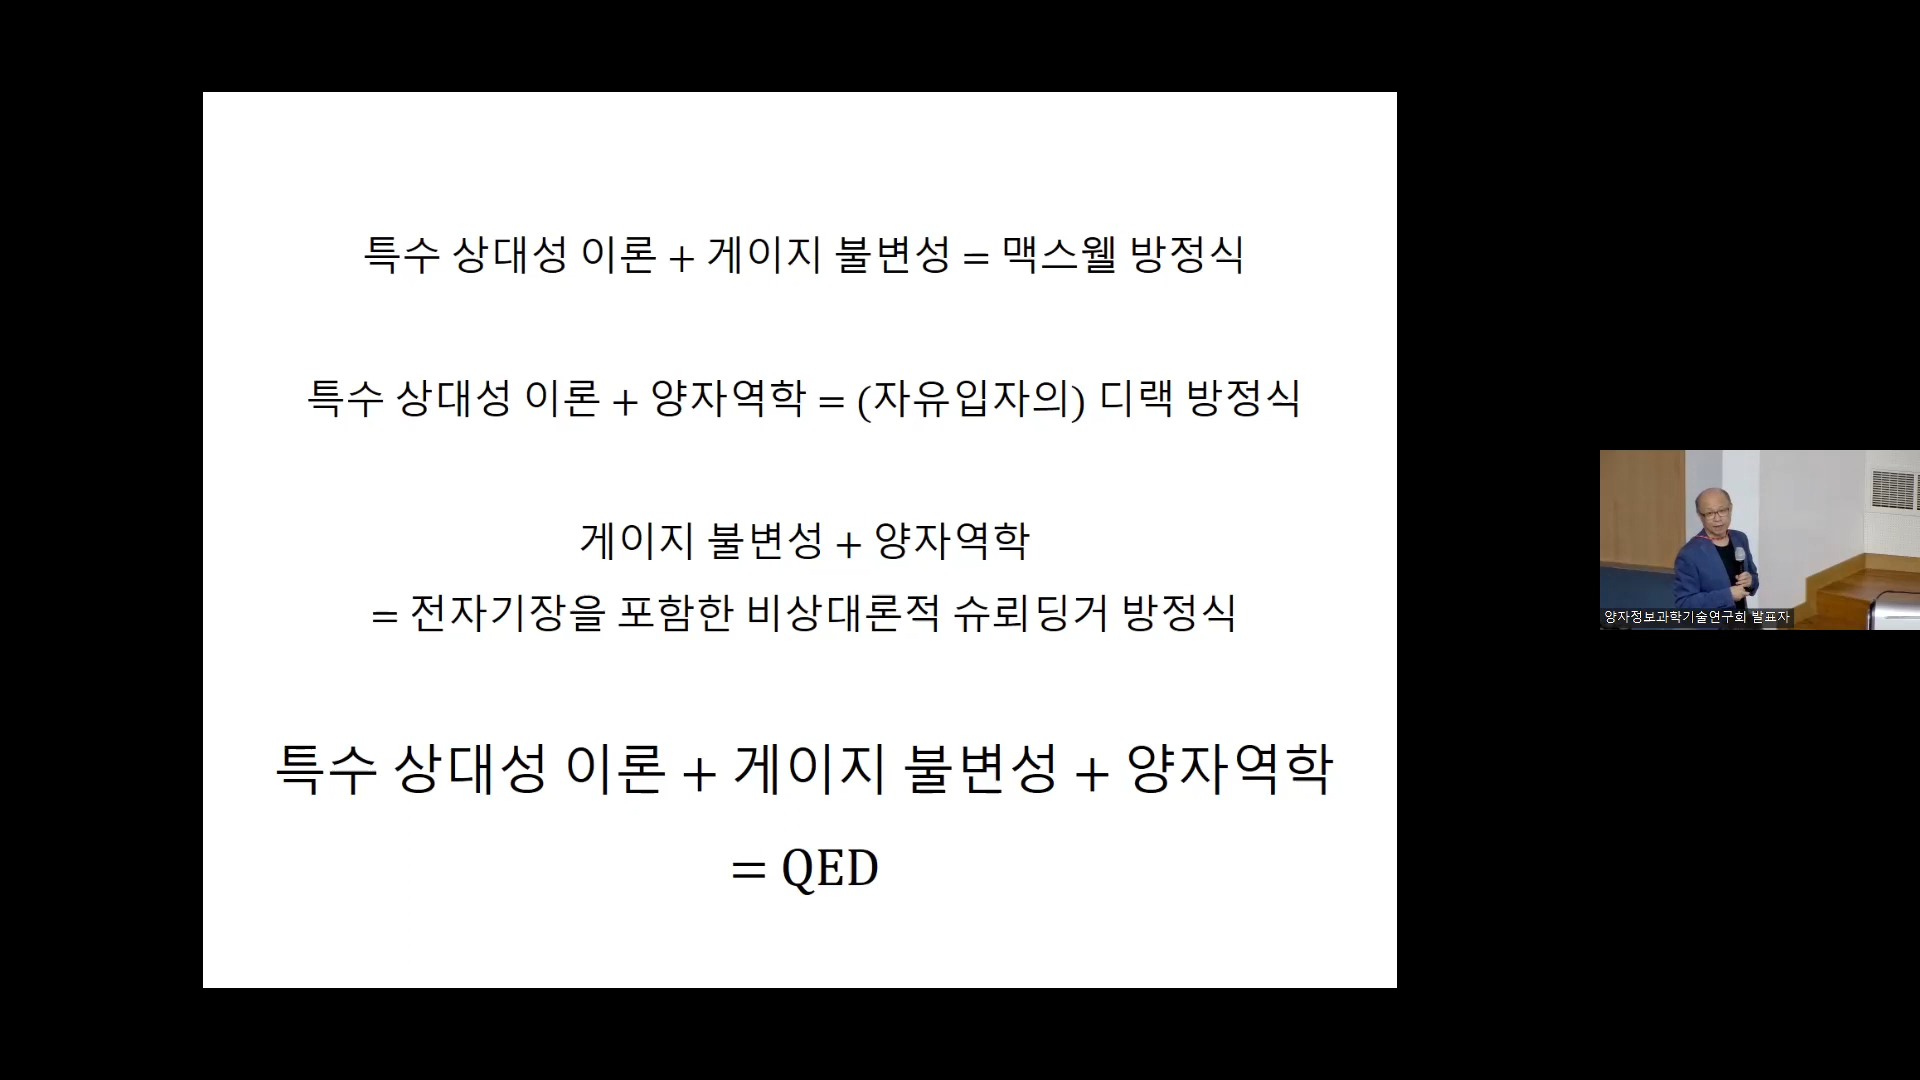 특수 상대성 이론 + 게이지 불변성 = 맥스웰 방정식
특수 상대성 이론 + 양자역학 = (자유입자의) 디랙 방정식
게이지 불변성 + 양자역학
= 전자기장을 포함한 비상대론적 슈뢰딩거 방정식
특수 상대성 이론 + 게이지 불변성 + 양자역학
= QED
양자정보과학기술연구회 발표자